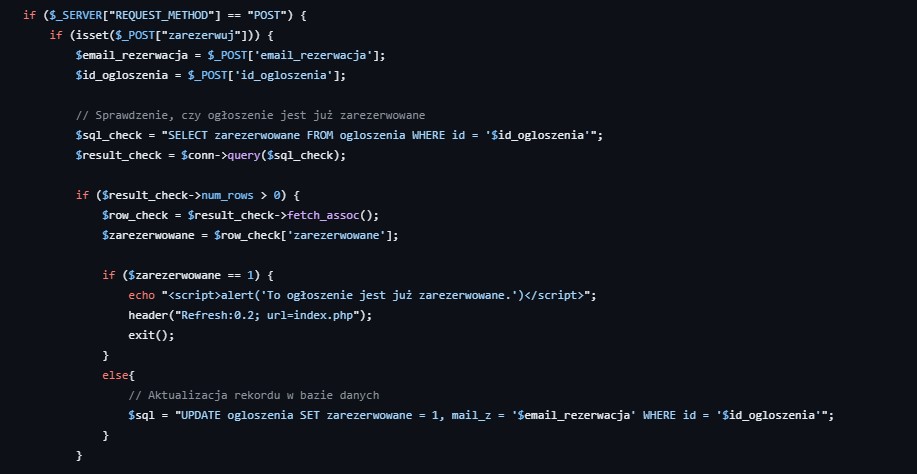 if ($_SERVER["REQUEST_METHOD"] == "POST") {
if (isset($_POST["zarezerwuj"])) {
$email_rezerwacja = $_POST['email_rezerwacja'];
$id_ogloszenia = $_POST['id_ogloszenia'];
// Sprawdzenie, czy ogłoszenie jest już zarezerwowane
$sql_check = "SELECT zarezerwowane FROM ogloszenia WHERE id = '$id_ogloszenia'";
$result_check = $conn->query($sql_check);
if ($result_check->num_rows > 0) {
$row_check = $result_check->fetch_assoc();
$zarezerwowane = $row_check['zarezerwowane'];
if ($zarezerwowane == 1) {
echo "<script>alert('To ogłoszenie jest już zarezerwowane.')</script>";
header("Refresh:0.2; url=index.php");
exit();
}
else{
// Aktualizacja rekordu w bazie danych
$sql = "UPDATE ogloszenia SET zarezerwowane = 1, mail_z = '$email_rezerwacja' WHERE id = '$id_ogloszenia'";
}
}